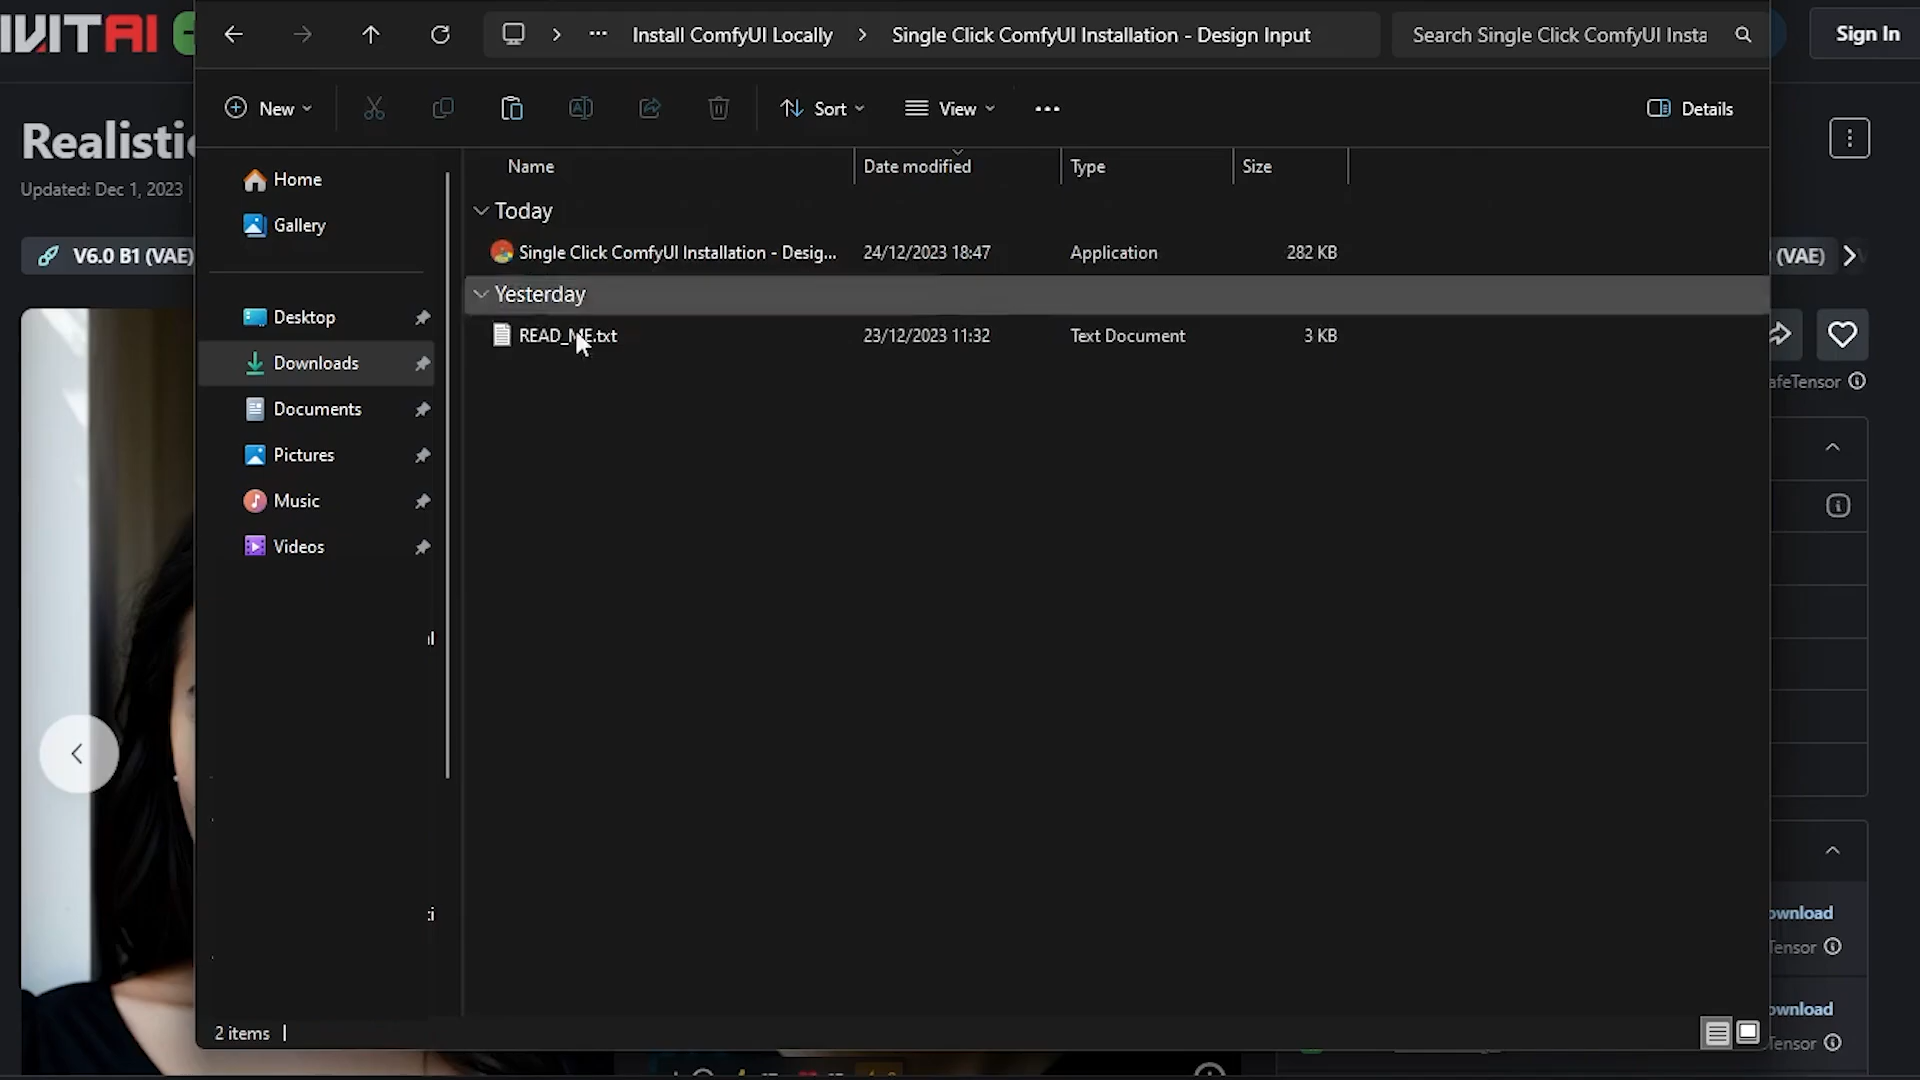 IVITAI
Install ComfyUI Locally
Single Click ComfyUI Installation - Design Input
Search Single Click ComfyUI Insta
Sign In
New
Sort
View
Details
Realistic
Updated: Dec 1, 2023
V6.0 B1 (VAE)
(VAE)
Home
Gallery
Desktop
Downloads
Documents
Pictures
Music
Videos
Name
Date modified
Type
Size
Today
Single Click ComfyUI Installation - Desig...
24/12/2023 18:47
Application
282 KB
Yesterday
READ_ME.txt
23/12/2023 11:32
Text Document
3 KB
afeTensor
ownload
Tensor
ownload
Tensor
2 items